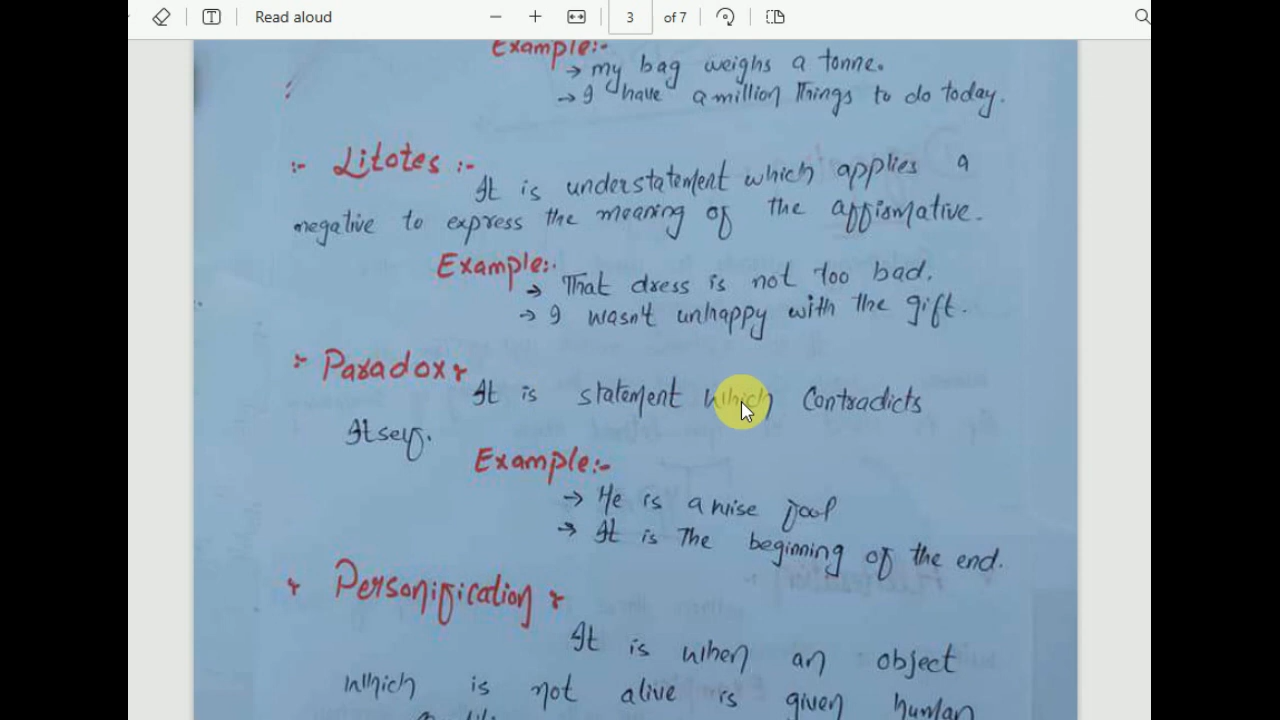 Read aloud
3 of 7
Example:-
→ my bag weighs a tonne.
→ I have a million Things to do today.
:- Litotes :-
It is understatement which applies a
negative to express the meaning of the affirmative.
Example:-
→ That dress is not too bad.
→ I wasn't unhappy with the gift.
:- Paradox :-
It is statement which Contradicts
Itself.
Example:-
→ He is a wise fool
→ It is The beginning of the end.
Personification
It is when an object
Which is not alive is given human